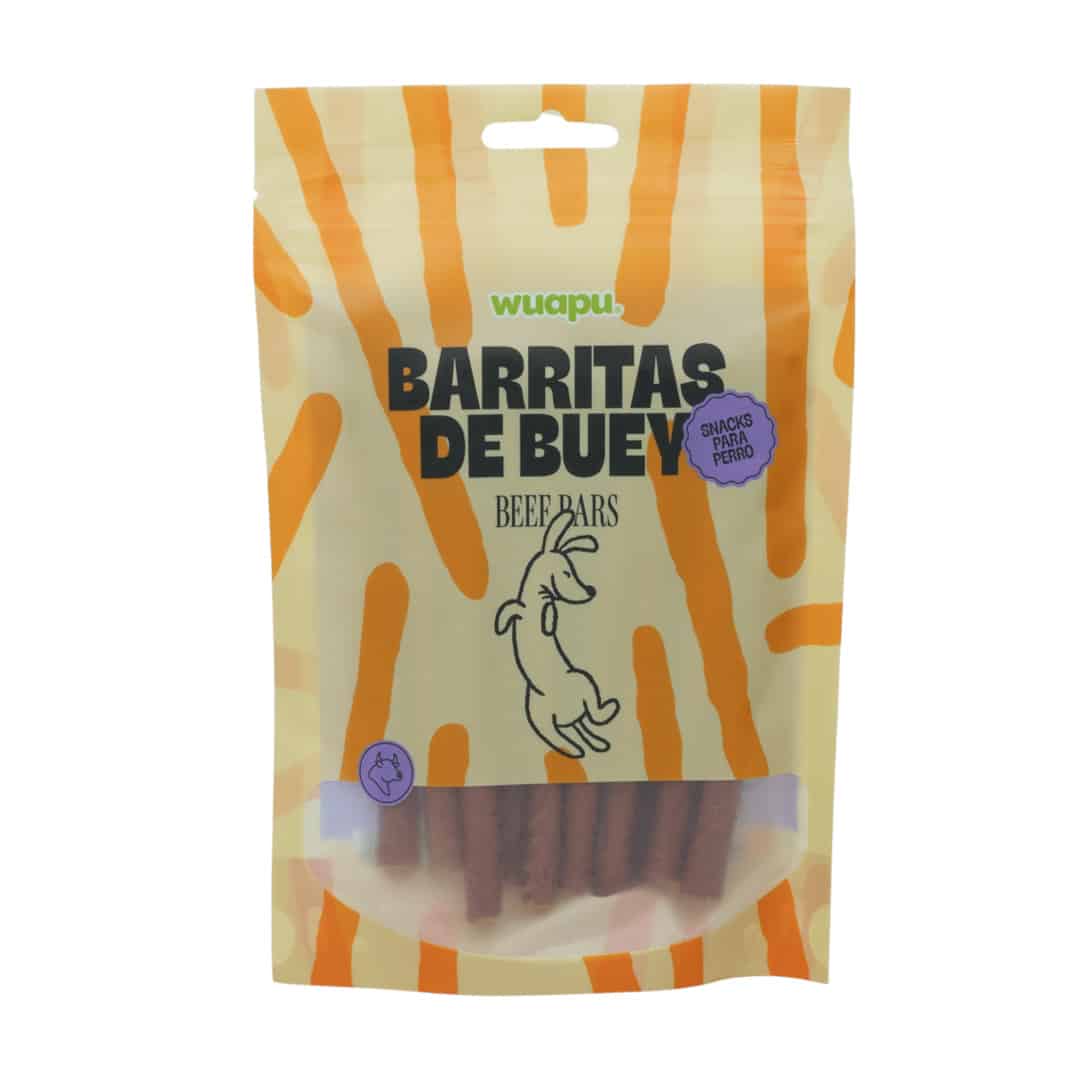 wuapu.
BARRITAS
DE BUEY
SNACKS
PARA
PERRO
BEEF BARS